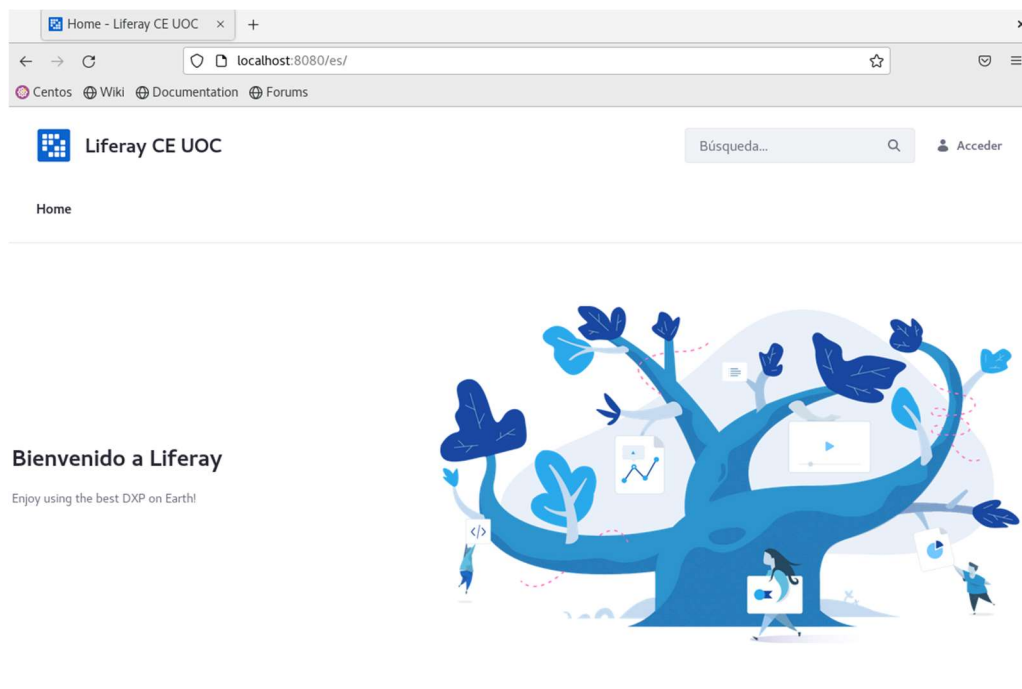 Home - Liferay CE UOC × +
localhost:8080/es/
Centos Wiki Documentation Forums
Liferay CE UOC Búsqueda... Acceder
Home
Bienvenido a Liferay
Enjoy using the best DXP on Earth!
</>